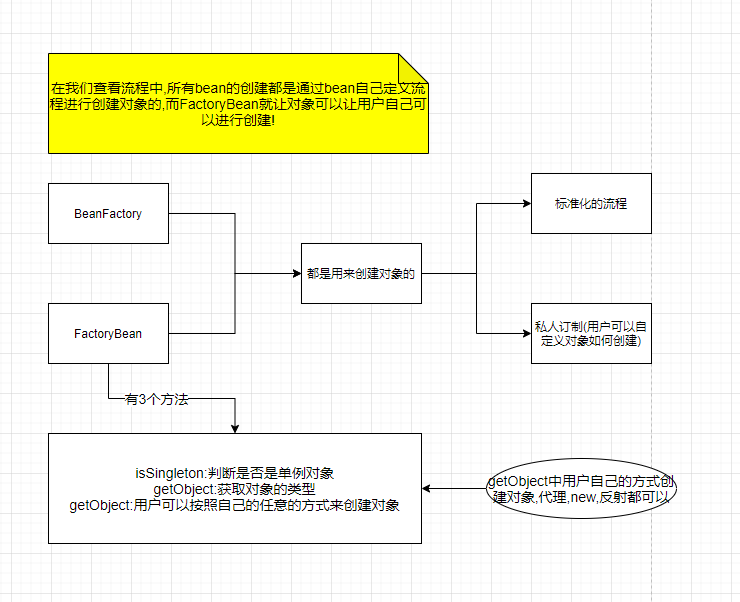 在我们查看流程中,所有bean的创建都是通过bean自己定义流
程进行创建对象的,而FactoryBean就让对象可以让用户自己可
以进行创建!
BeanFactory
标准化的流程
都是用来创建对象的
FactoryBean
私人订制(用户可以自
定义对象如何创建)
有3个方法
isSingleton:判断是否是单例对象
getObject:获取对象的类型
getObject:用户可以按照自己的任意的方式来创建对象
getObject中用户自己的方式创
建对象,代理,new,反射都可以